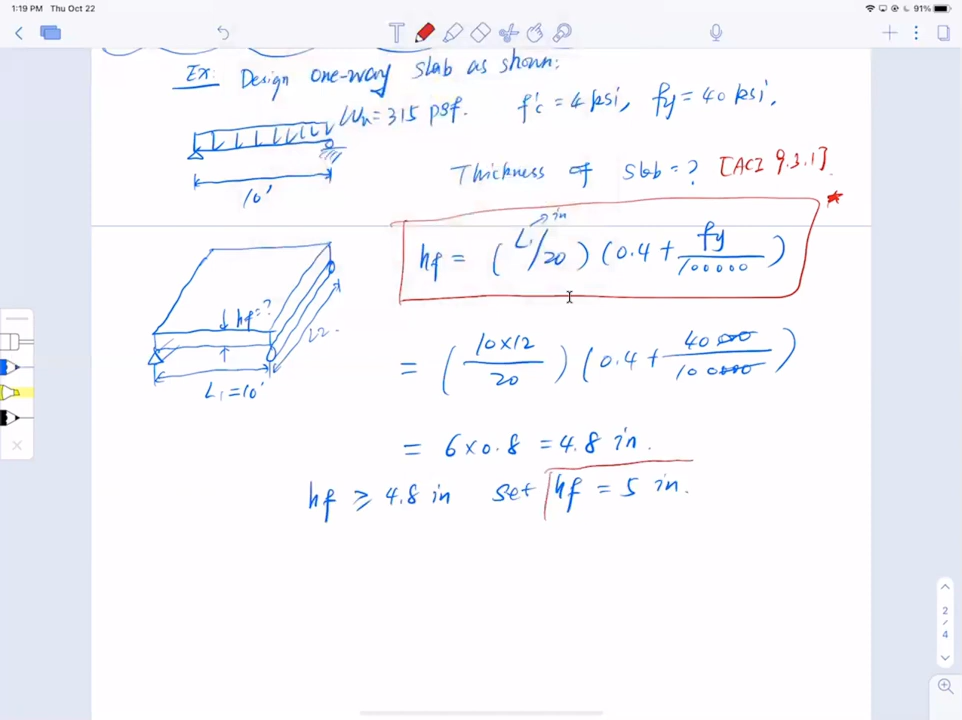 1:19 PM Thu Oct 22
91%
Ex: Design one-way slab as shown:
Wu = 315 psf. f'c = 4 ksi, fy = 40 ksi,
10'
Thickness of slab = ? [ACI 9.3.1]
in
hf = (L1/20) (0.4 + fy/100000)
hf = ?
L2
L1 = 10'
= (10×12/20) (0.4 + 40000/100000)
= 6×0.8 = 4.8 in.
hf ≥ 4.8 in set hf = 5 in.
2
/
4